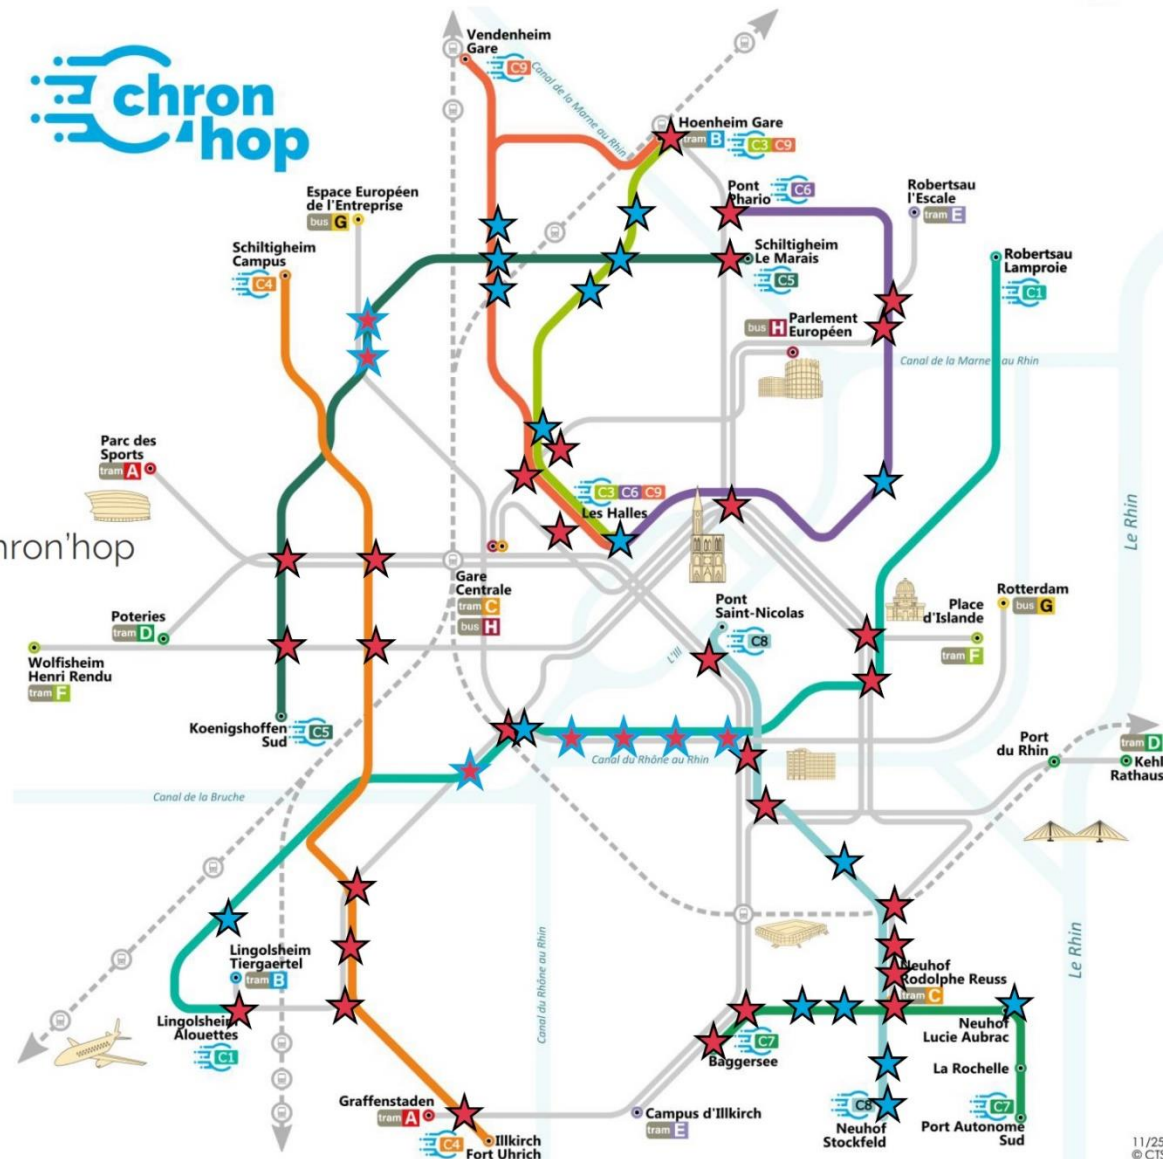 chron
hop
Vendenheim
Gare
C9
Canal de la Marne au Rhin
Hoenheim Gare
tram B C3 C9
Espace Européen
de l'Entreprise
bus G
Pont
Phario
C6
Robertsau
l'Escale
tram E
Schiltigheim
Campus
C4
Schiltigheim
Le Marais
C5
Robertsau
Lamproie
C1
bus H
Parlement
Européen
Canal de la Marne au Rhin
Parc des
Sports
tram A
C3 C6 C9
Les Halles
Le Rhin
hron'hop
Gare
Centrale
tram C
bus H
Pont
Saint-Nicolas
C8
Rotterdam
bus G
Place
d'Islande
tram F
Poteries
tram D
L'Ill
Wolfisheim
Henri Rendu
tram F
Koenigshoffen
Sud
C5
Canal du Rhône au Rhin
Port
du Rhin
tram D
Kehl
Rathaus
Canal de la Bruche
Canal du Rhône au Rhin
Le Rhin
Lingolsheim
Tiergaertel
tram B
Lingolsheim
Alouettes
C1
Neuhof
Rodolphe Reuss
tram C
Neuhof
Lucie Aubrac
C7
Baggersee
La Rochelle
Graffenstaden
tram A
C4
Illkirch
Fort Uhrich
Campus d'Illkirch
tram E
C8
Neuhof
Stockfeld
C7
Port Autonome
Sud
11/25
© CTS